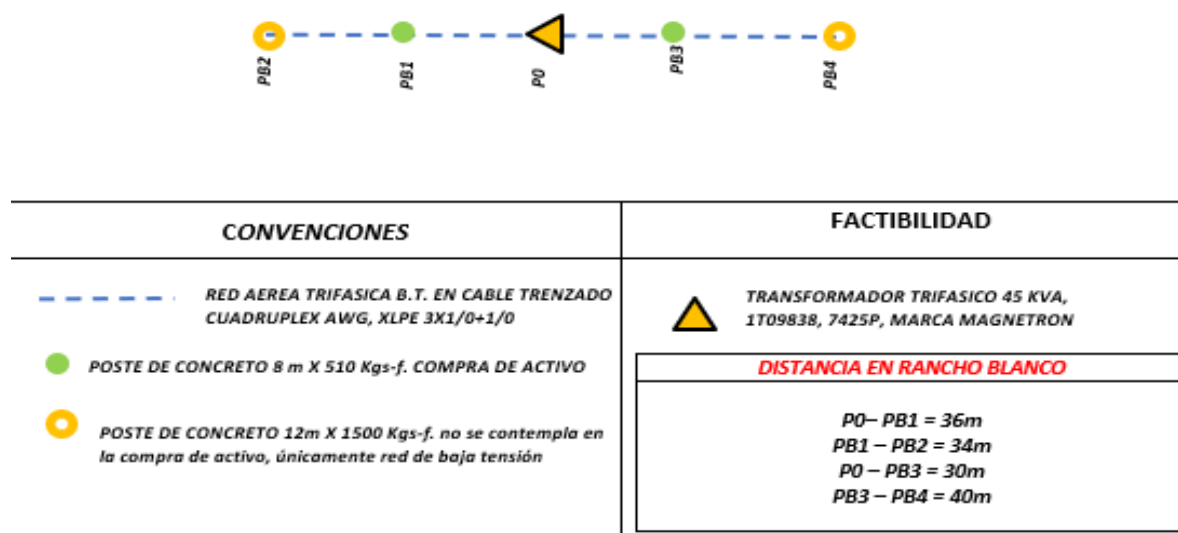 PB2
PB1
P0
PB3
PB4
CONVENCIONES
FACTIBILIDAD
RED AEREA TRIFASICA B.T. EN CABLE TRENZADO
CUADRUPLEX AWG, XLPE 3X1/0+1/0
TRANSFORMADOR TRIFASICO 45 KVA,
1T09838, 7425P, MARCA MAGNETRON
POSTE DE CONCRETO 8 m X 510 Kgs-f. COMPRA DE ACTIVO
POSTE DE CONCRETO 12m X 1500 Kgs-f. no se contempla en
la compra de activo, únicamente red de baja tensión
DISTANCIA EN RANCHO BLANCO
P0– PB1 = 36m
PB1 – PB2 = 34m
P0 – PB3 = 30m
PB3 – PB4 = 40m